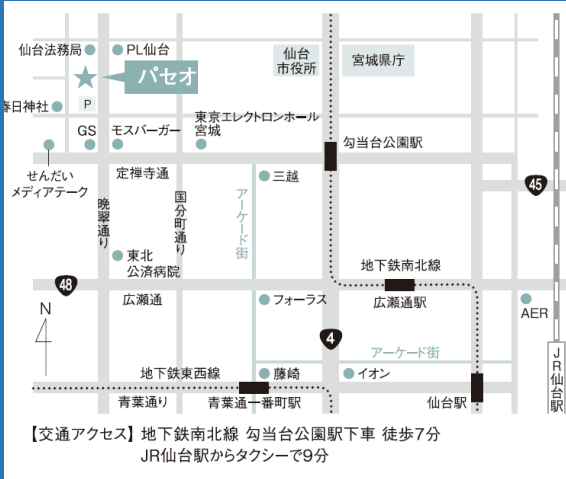 仙台法務局
PL仙台
パセオ
仙台
市役所
宮城県庁
春日神社
P
GS
モスバーガー
東京エレクトロンホール
宮城
勾当台公園駅
せんだい
メディアテーク
定禅寺通
三越
45
晩翠通り
国分町通り
アーケード街
東北
公済病院
地下鉄南北線
48
広瀬通
フォーラス
広瀬通駅
N
4
AER
アーケード街
地下鉄東西線
藤崎
イオン
JR仙台駅
青葉通り
青葉通一番町駅
仙台駅
【交通アクセス】 地下鉄南北線 勾当台公園駅下車 徒歩7分
JR仙台駅からタクシーで9分